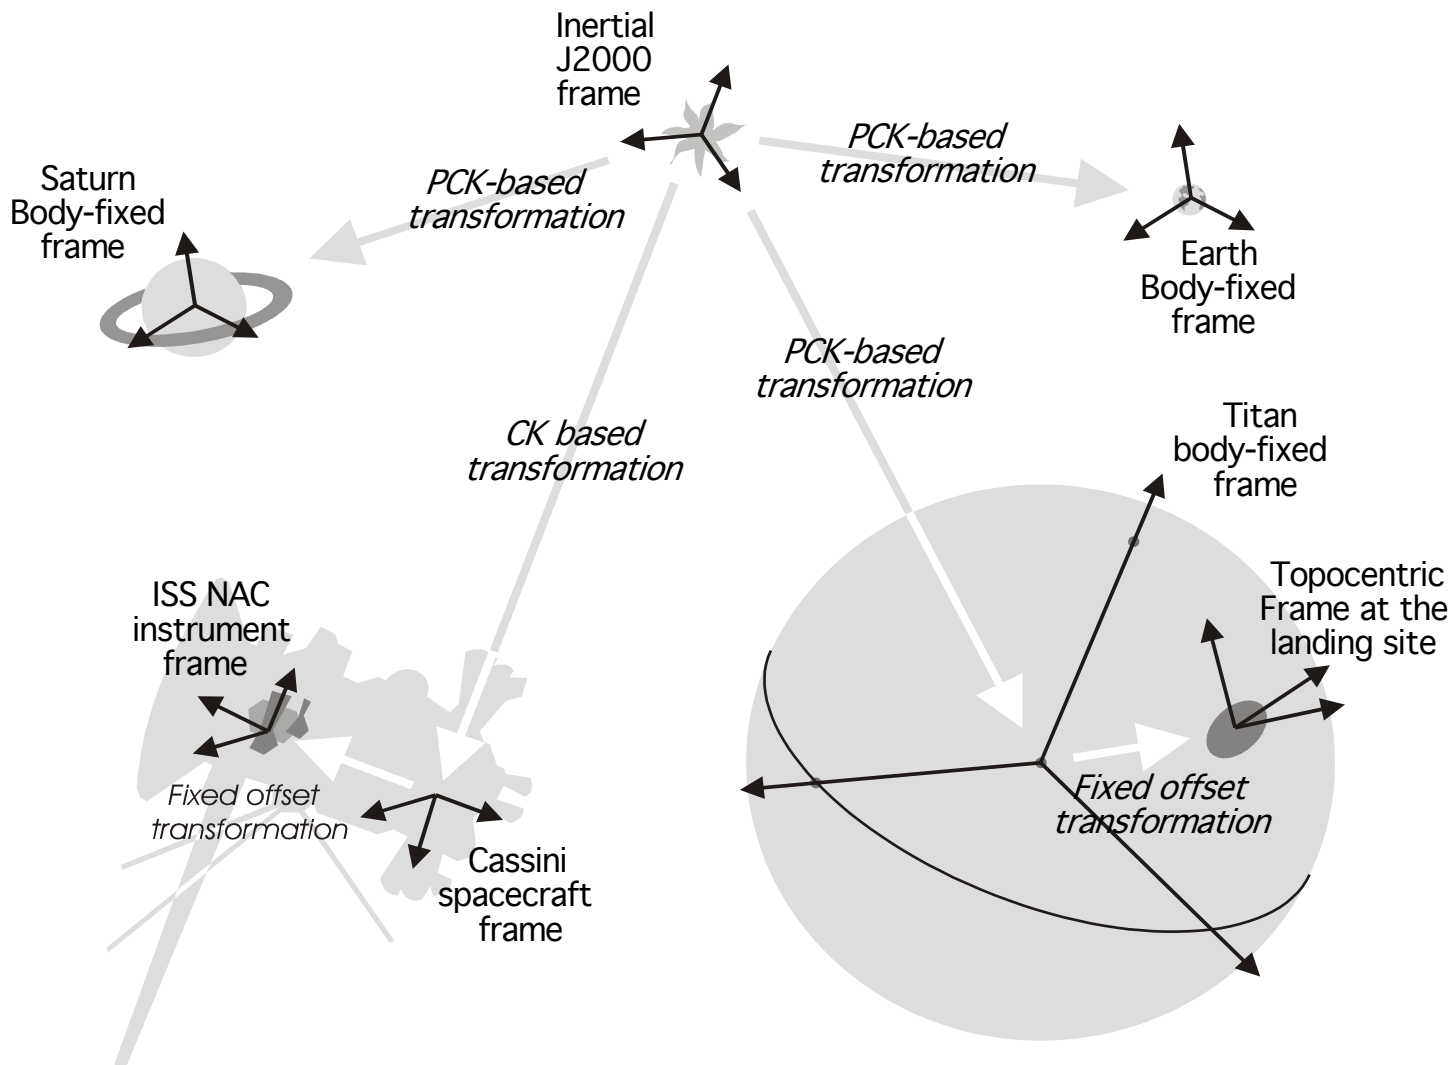 Inertial
J2000
frame
PCK-based
transformation
PCK-based
transformation
Saturn
Body-fixed
frame
Earth
Body-fixed
frame
PCK-based
transformation
CK based
transformation
Titan
body-fixed
frame
ISS NAC
instrument
frame
Topocentric
Frame at the
landing site
Fixed offset
transformation
Fixed offset
transformation
Cassini
spacecraft
frame